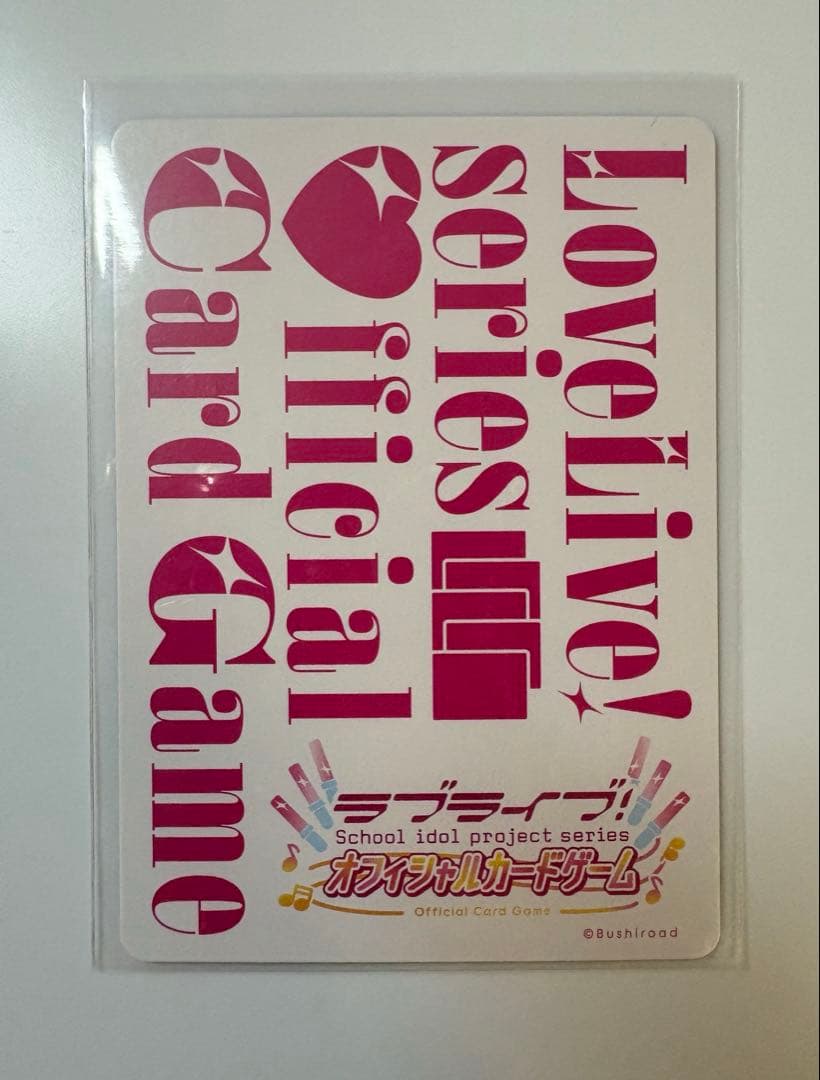 LoveLive!
series
Official
Card Game
ラブライブ!
School idol project series
オフィシャルカードゲーム
Official Card Game
©Bushiroad